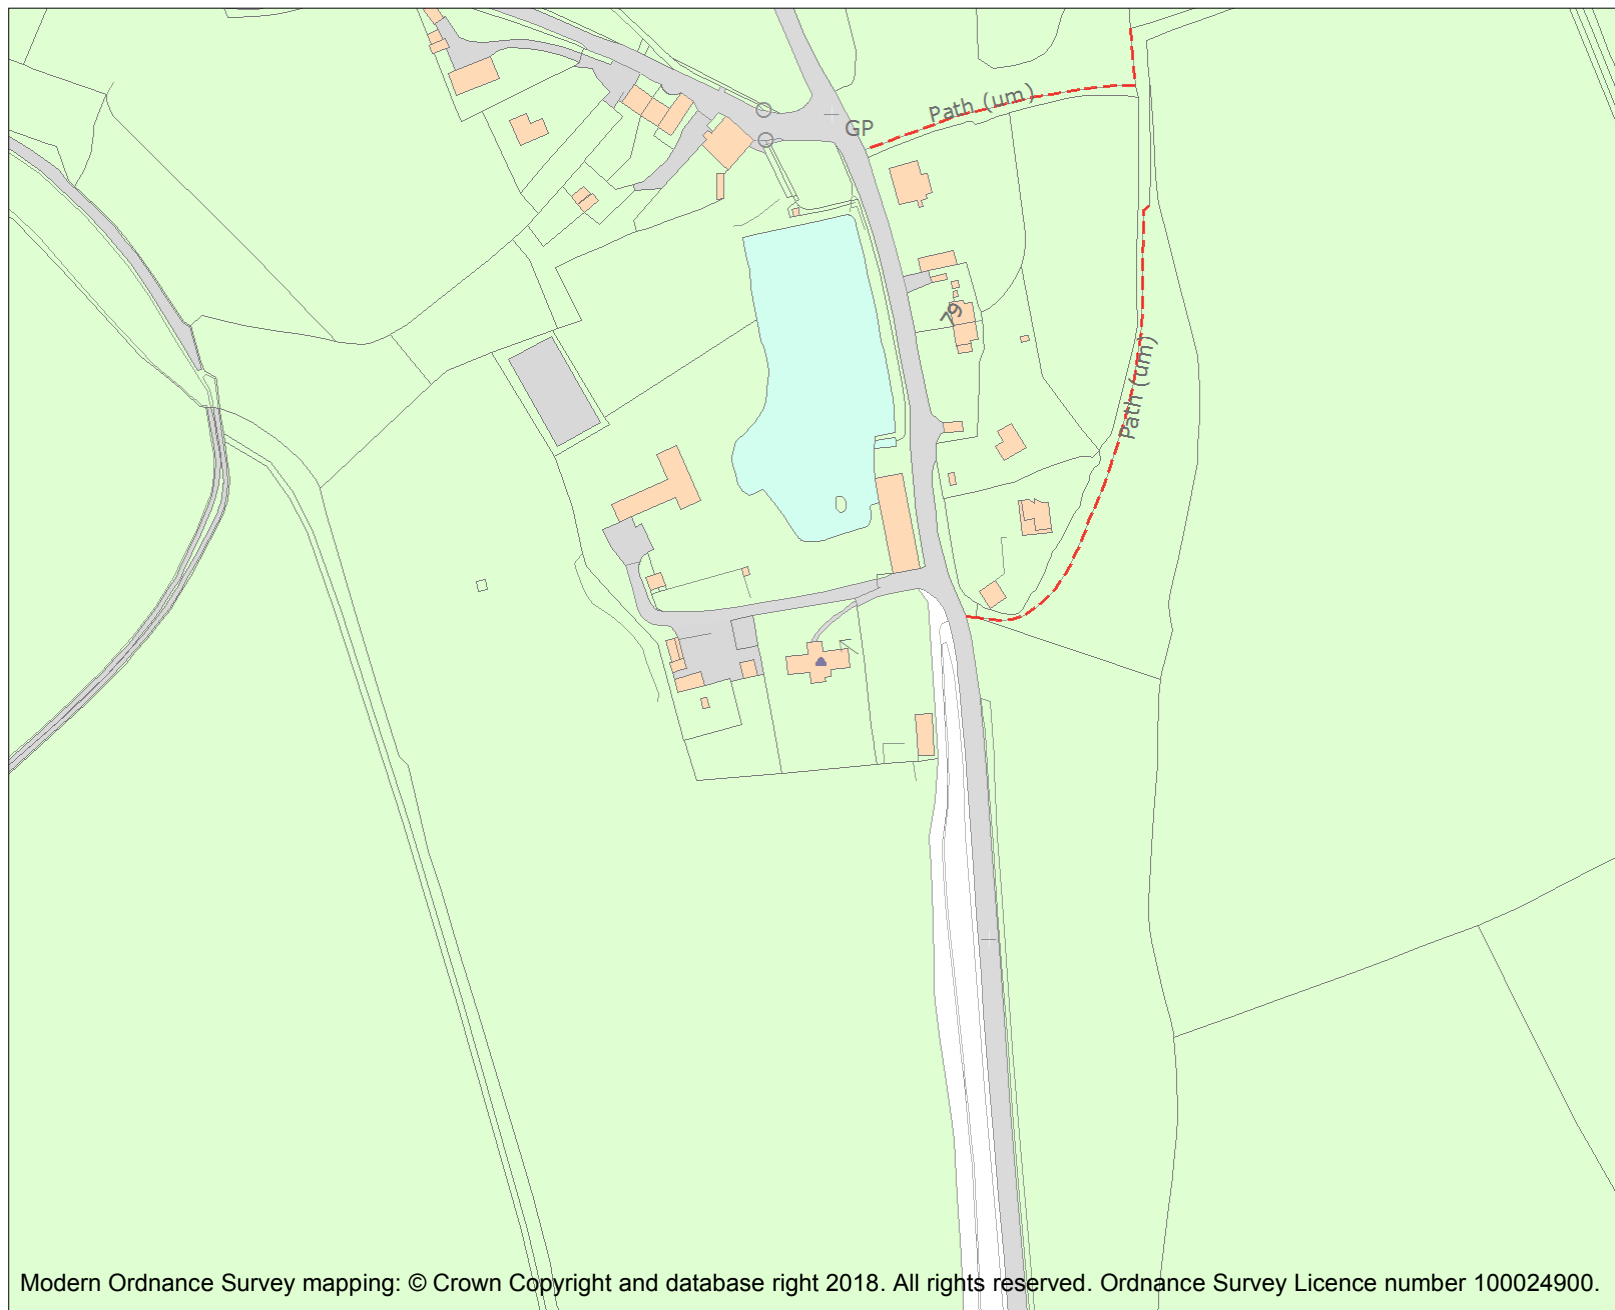 Path (um)
GP
79
Path (um)
Modern Ordnance Survey mapping: © Crown Copyright and database right 2018. All rights reserved. Ordnance Survey Licence number 100024900.